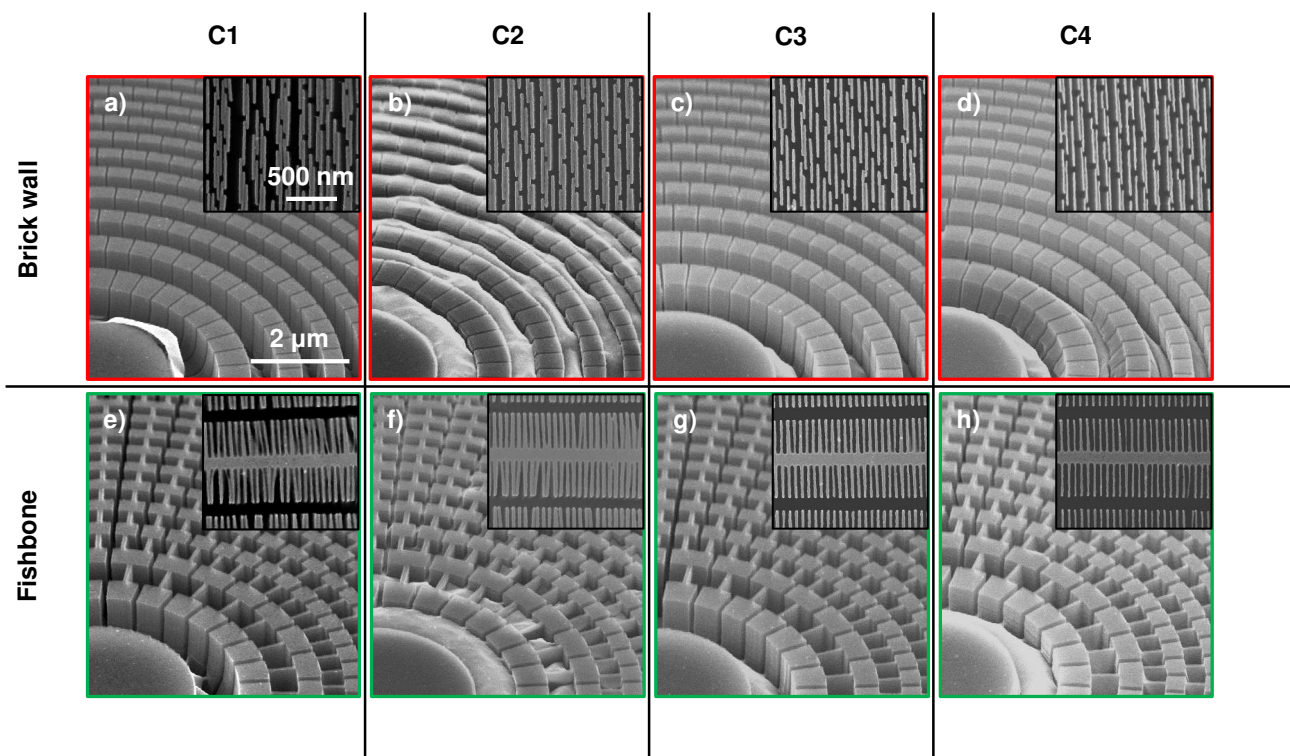 C1
C2
C3
C4
Brick wall
a)
500 nm
2 µm
b)
c)
d)
Fishbone
e)
f)
g)
h)